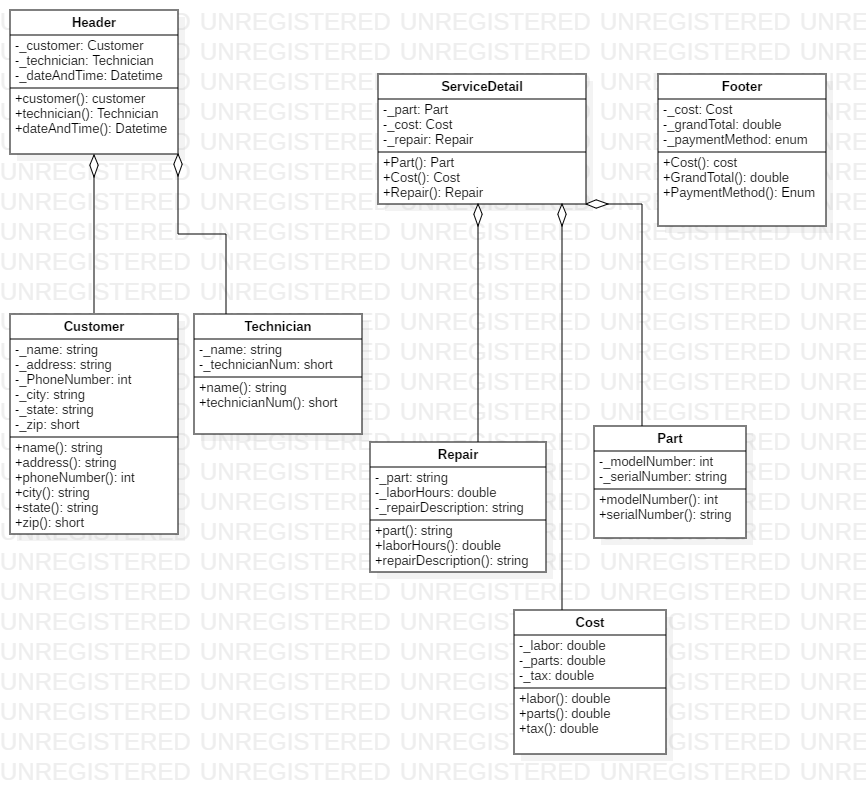 Header
-_customer: Customer
-_technician: Technician
-_dateAndTime: Datetime
+customer(): customer
+technician(): Technician
+dateAndTime(): Datetime
ServiceDetail
-_part: Part
-_cost: Cost
-_repair: Repair
+Part(): Part
+Cost(): Cost
+Repair(): Repair
Footer
-_cost: Cost
-_grandTotal: double
-_paymentMethod: enum
+Cost(): cost
+GrandTotal(): double
+PaymentMethod(): Enum
Customer
-_name: string
-_address: string
-_PhoneNumber: int
-_city: string
-_state: string
-_zip: short
+name(): string
+address(): string
+phoneNumber(): int
+city(): string
+state(): string
+zip(): short
Technician
-_name: string
-_technicianNum: short
+name(): string
+technicianNum(): short
Repair
-_part: string
-_laborHours: double
-_repairDescription: string
+part(): string
+laborHours(): double
+repairDescription(): string
Part
-_modelNumber: int
-_serialNumber: string
+modelNumber(): int
+serialNumber(): string
Cost
-_labor: double
-_parts: double
-_tax: double
+labor(): double
+parts(): double
+tax(): double
UNREGISTERED